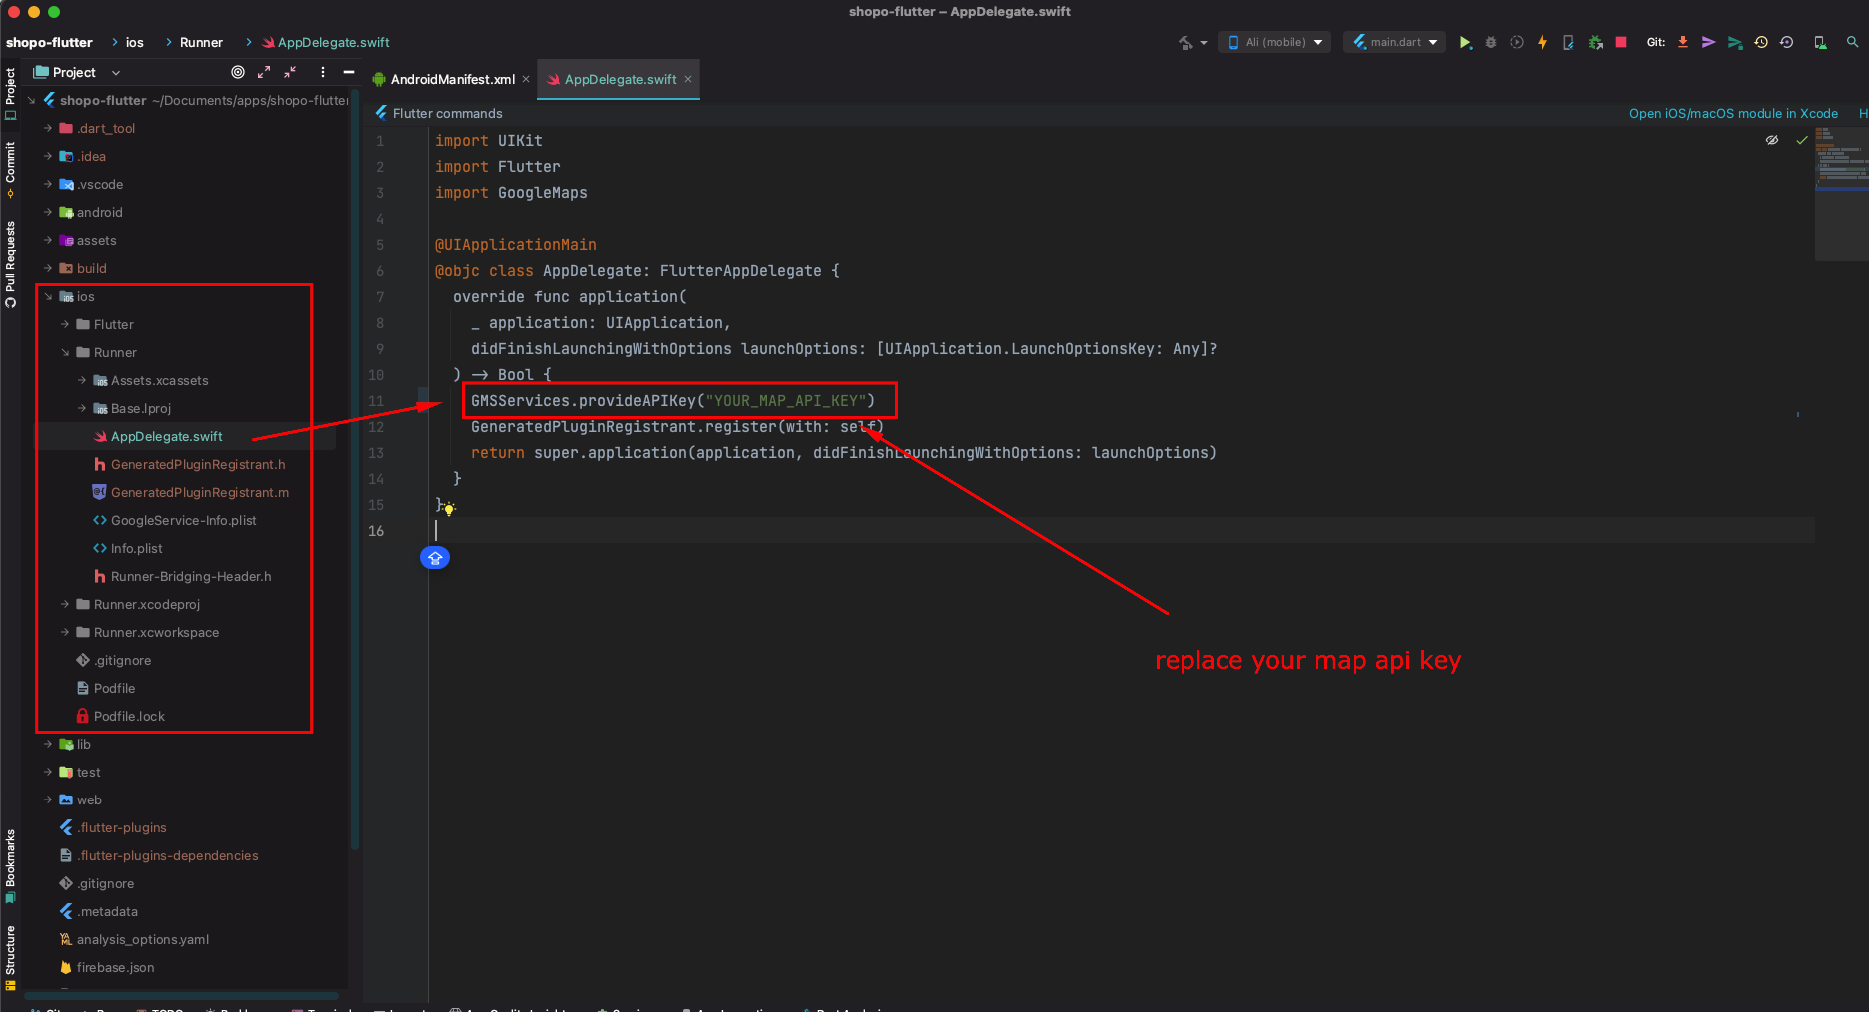 shopo-flutter – AppDelegate.swift
shopo-flutter > ios > Runner > AppDelegate.swift
Ali (mobile)
main.dart
Git:
Project
Commit
Pull Requests
Bookmarks
Structure
Project
shopo-flutter ~/Documents/apps/shopo-flutter
.dart_tool
.idea
.vscode
android
assets
build
ios
Flutter
Runner
Assets.xcassets
Base.lproj
AppDelegate.swift
GeneratedPluginRegistrant.h
GeneratedPluginRegistrant.m
GoogleService-Info.plist
Info.plist
Runner-Bridging-Header.h
Runner.xcodeproj
Runner.xcworkspace
.gitignore
Podfile
Podfile.lock
lib
test
web
.flutter-plugins
.flutter-plugins-dependencies
.gitignore
.metadata
analysis_options.yaml
firebase.json
AndroidManifest.xml
AppDelegate.swift
Flutter commands
Open iOS/macOS module in Xcode
1 import UIKit
2 import Flutter
3 import GoogleMaps
4
5 @UIApplicationMain
6 @objc class AppDelegate: FlutterAppDelegate {
7 override func application(
8 _ application: UIApplication,
9 didFinishLaunchingWithOptions launchOptions: [UIApplication.LaunchOptionsKey: Any]?
10 ) -> Bool {
11 GMSServices.provideAPIKey("YOUR_MAP_API_KEY")
12 GeneratedPluginRegistrant.register(with: self)
13 return super.application(application, didFinishLaunchingWithOptions: launchOptions)
14 }
15 }
16
replace your map api key